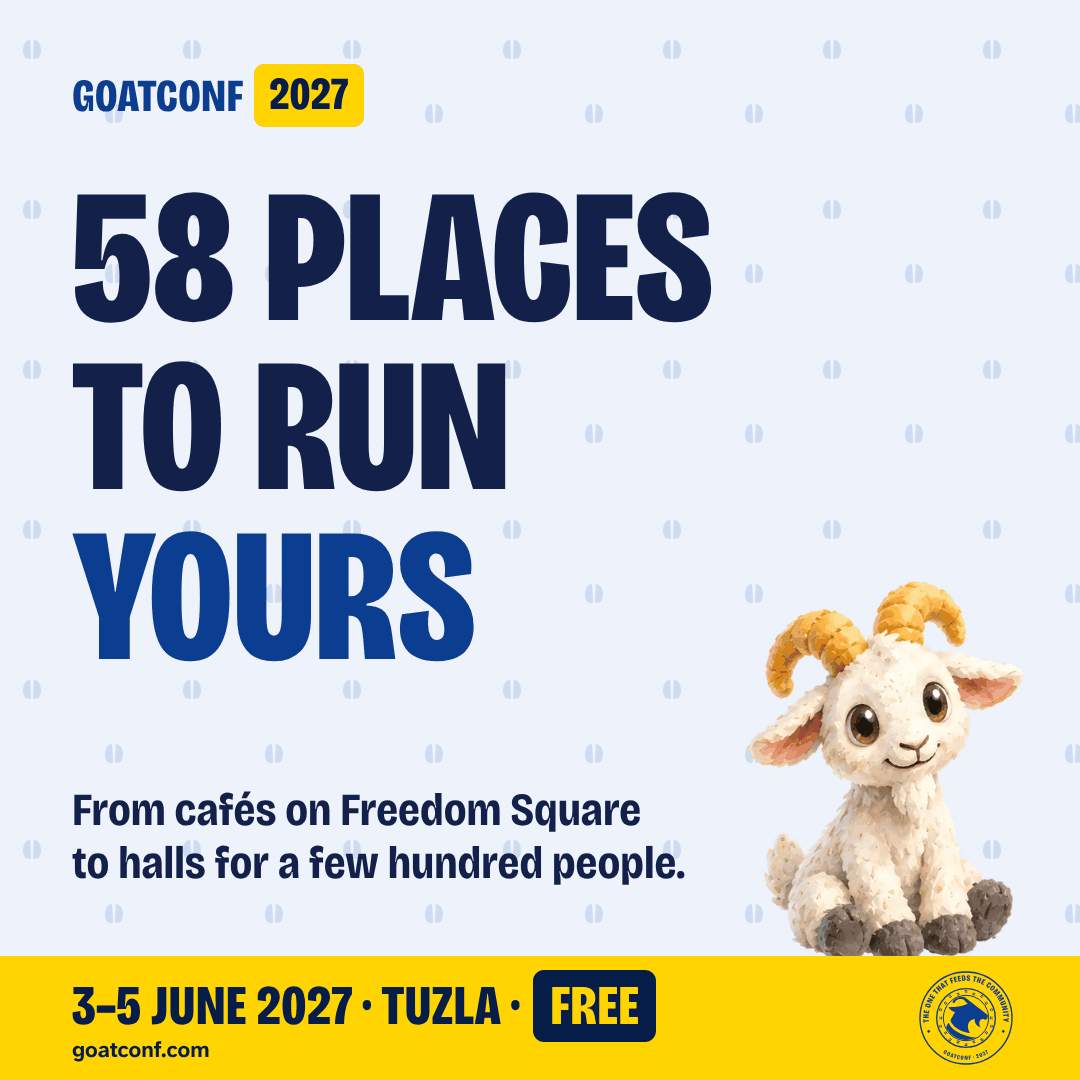 GOATCONF 2027
58 PLACES
TO RUN
YOURS
From cafés on Freedom Square
to halls for a few hundred people.
3–5 JUNE 2027 · TUZLA · FREE
goatconf.com
THE ONE THAT FEEDS THE COMMUNITY
GOATCONF · 2027